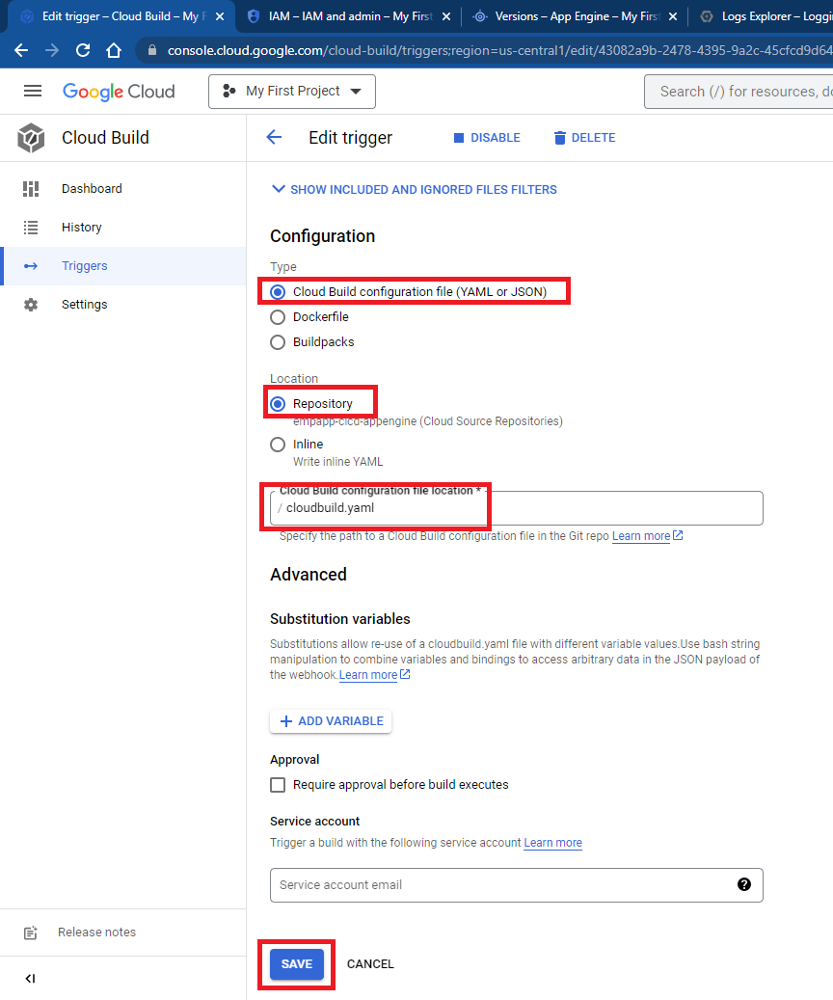 Edit trigger – Cloud Build – My F
IAM – IAM and admin – My First
Versions – App Engine – My First
Logs Explorer – Loggi
console.cloud.google.com/cloud-build/triggers;region=us-central1/edit/43082a9b-2478-4395-9a2c-45cfcd9d64
Google Cloud
My First Project
Search (/) for resources, do
Cloud Build
Edit trigger
DISABLE
DELETE
Dashboard
History
Triggers
Settings
SHOW INCLUDED AND IGNORED FILES FILTERS
Configuration
Type
Cloud Build configuration file (YAML or JSON)
Dockerfile
Buildpacks
Location
Repository
empapp-cicd-appengine (Cloud Source Repositories)
Inline
Write inline YAML
Cloud Build configuration file location *
/ cloudbuild.yaml
Specify the path to a Cloud Build configuration file in the Git repo Learn more
Advanced
Substitution variables
Substitutions allow re-use of a cloudbuild.yaml file with different variable values.Use bash string
manipulation to combine variables and bindings to access arbitrary data in the JSON payload of
the webhook.Learn more
+ ADD VARIABLE
Approval
Require approval before build executes
Service account
Trigger a build with the following service account Learn more
Service account email
Release notes
SAVE
CANCEL